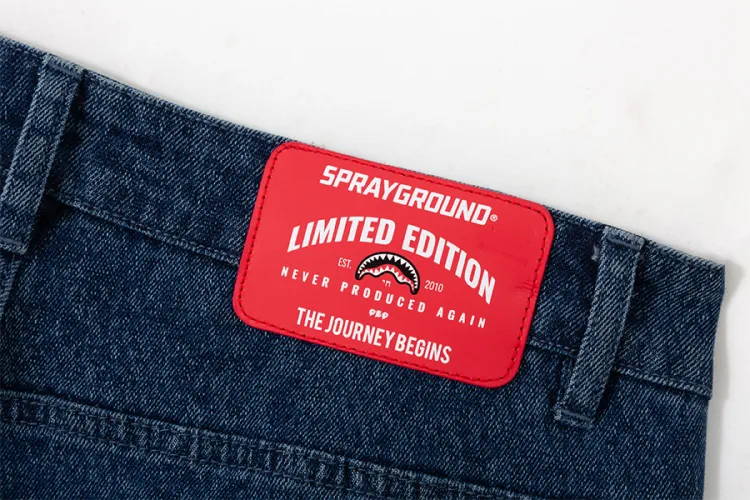 SPRAYGROUND®
LIMITED EDITION
EST. 2010
NEVER PRODUCED AGAIN
THE JOURNEY BEGINS